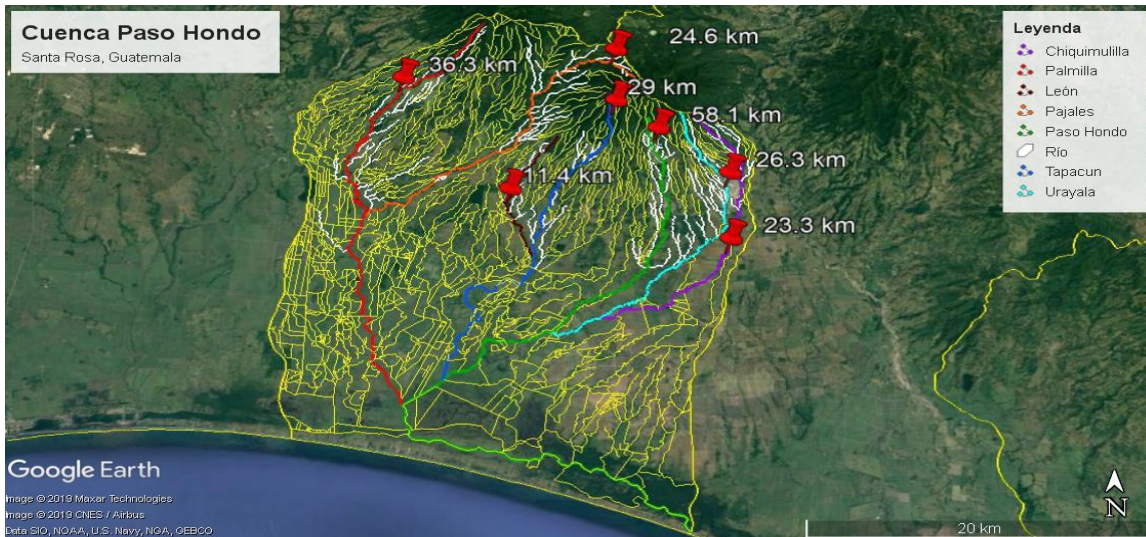 Cuenca Paso Hondo
Santa Rosa, Guatemala
36.3 km
24.6 km
29 km
58.1 km
26.3 km
11.4 km
23.3 km
Leyenda
Chiquimulilla
Palmilla
León
Pajales
Paso Hondo
Río
Tapacun
Urayala
Google Earth
Image © 2019 Maxar Technologies
Image © 2019 CNES / Airbus
Data SIO, NOAA, U.S. Navy, NGA, GEBCO
20 km
N